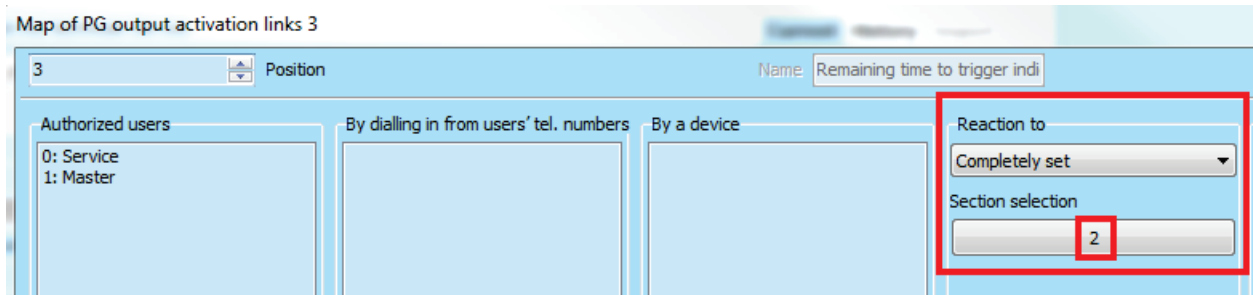 Map of PG output activation links 3
3 Position Name Remaining time to trigger indi
Authorized users By dialling in from users' tel. numbers By a device Reaction to
0: Service
1: Master
Completely set
Section selection
2